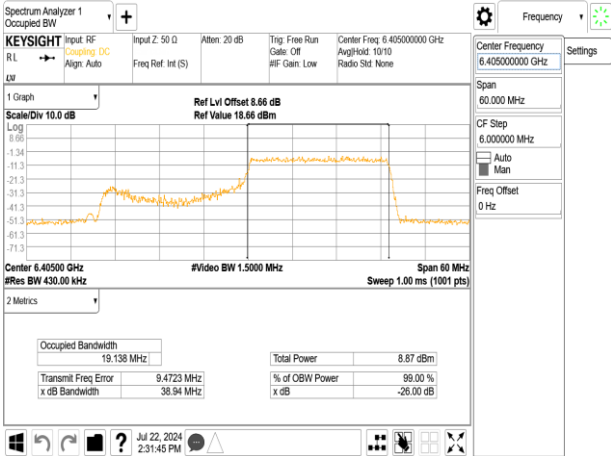 Spectrum Analyzer 1
Occupied BW
KEYSIGHT
Input: RF
Coupling: DC
Align: Auto
Input Z: 50 Ω
Freq Ref: Int (S)
Atten: 20 dB
Trig: Free Run
Gate: Off
#IF Gain: Low
Center Freq: 6.405000000 GHz
Avg|Hold: 10/10
Radio Std: None
RL
Frequency
Settings
Center Frequency
6.405000000 GHz
Span
60.000 MHz
CF Step
6.000000 MHz
Auto
Man
Freq Offset
0 Hz
1 Graph
Scale/Div 10.0 dB
Ref Lvl Offset 8.66 dB
Ref Value 18.66 dBm
Log
8.66
-1.34
-11.3
-21.3
-31.3
-41.3
-51.3
-61.3
-71.3
Center 6.40500 GHz
#Res BW 430.00 kHz
#Video BW 1.5000 MHz
Span 60 MHz
Sweep 1.00 ms (1001 pts)
2 Metrics
Occupied Bandwidth
19.138 MHz
Total Power 8.87 dBm
Transmit Freq Error 9.4723 MHz
% of OBW Power 99.00 %
x dB Bandwidth 38.94 MHz
x dB -26.00 dB
?
Jul 22, 2024
2:31:45 PM